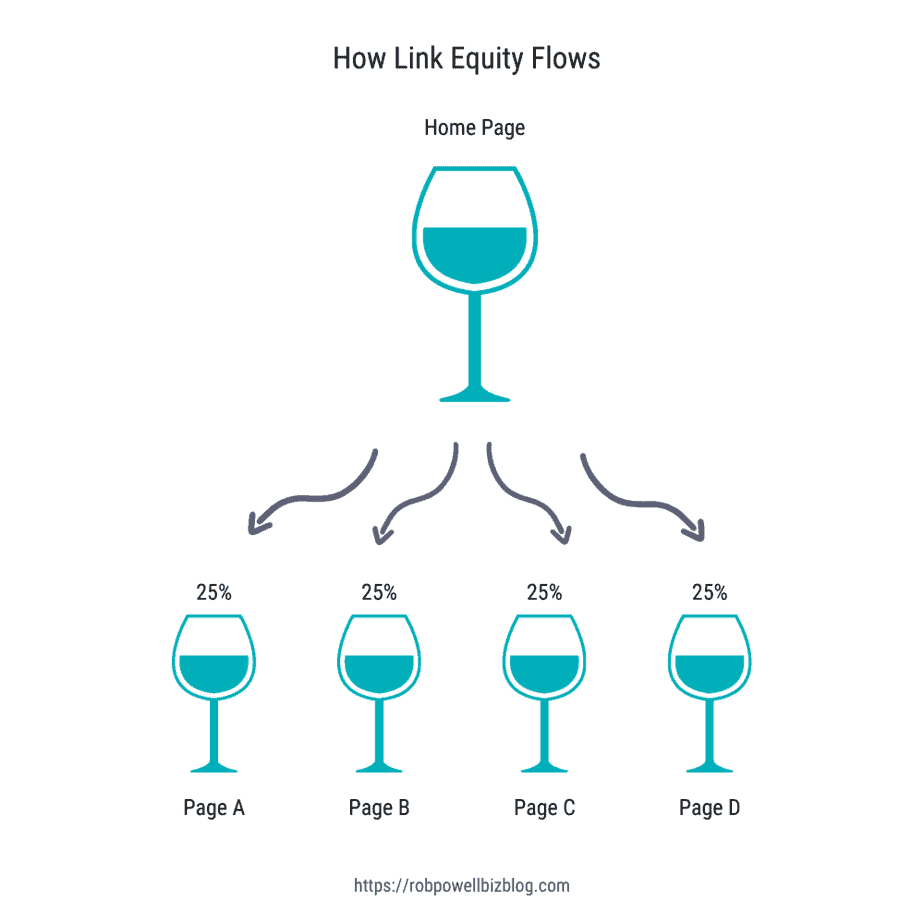 How Link Equity Flows
Home Page
25% 25% 25% 25%
Page A Page B Page C Page D
https://robpowellbizblog.com